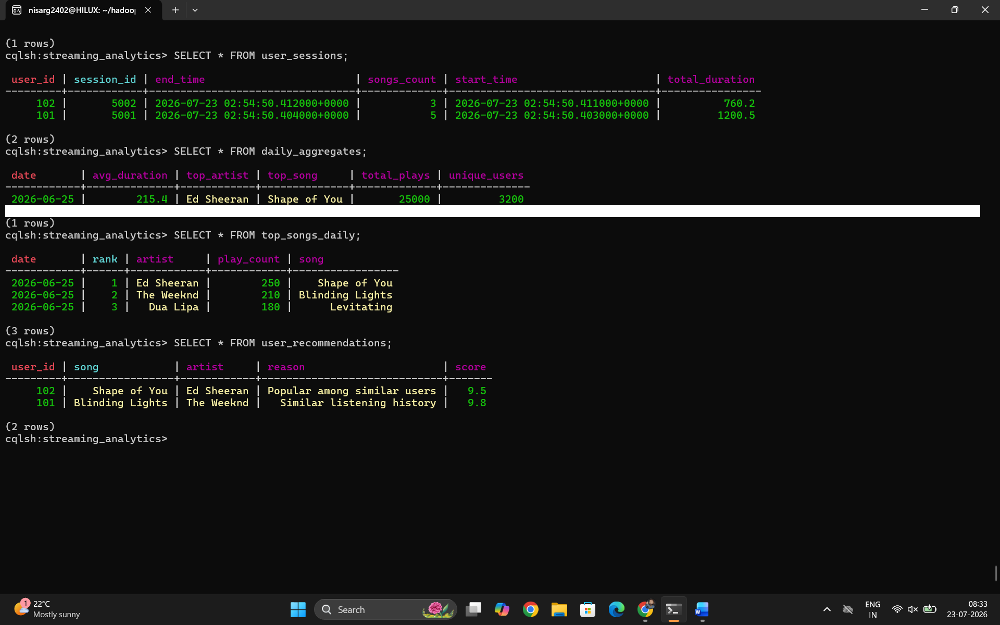 nisarg2402@HILUX: ~/hadoop
(1 rows)
cqlsh:streaming_analytics> SELECT * FROM user_sessions;
user_id | session_id | end_time | songs_count | start_time | total_duration
---------+------------+---------------------------------+-------------+---------------------------------+----------------
102 | 5002 | 2026-07-23 02:54:50.412000+0000 | 3 | 2026-07-23 02:54:50.411000+0000 | 760.2
101 | 5001 | 2026-07-23 02:54:50.404000+0000 | 5 | 2026-07-23 02:54:50.403000+0000 | 1200.5
(2 rows)
cqlsh:streaming_analytics> SELECT * FROM daily_aggregates;
date | avg_duration | top_artist | top_song | total_plays | unique_users
------------+--------------+------------+--------------+-------------+--------------
2026-06-25 | 215.4 | Ed Sheeran | Shape of You | 25000 | 3200
(1 rows)
cqlsh:streaming_analytics> SELECT * FROM top_songs_daily;
date | rank | artist | play_count | song
------------+------+------------+------------+-----------------
2026-06-25 | 1 | Ed Sheeran | 250 | Shape of You
2026-06-25 | 2 | The Weeknd | 210 | Blinding Lights
2026-06-25 | 3 | Dua Lipa | 180 | Levitating
(3 rows)
cqlsh:streaming_analytics> SELECT * FROM user_recommendations;
user_id | song | artist | reason | score
---------+-----------------+------------+----------------------------+-------
102 | Shape of You | Ed Sheeran | Popular among similar users | 9.5
101 | Blinding Lights | The Weeknd | Similar listening history | 9.8
(2 rows)
cqlsh:streaming_analytics>
1
22°C
Mostly sunny
Search
ENG
IN
08:33
23-07-2026